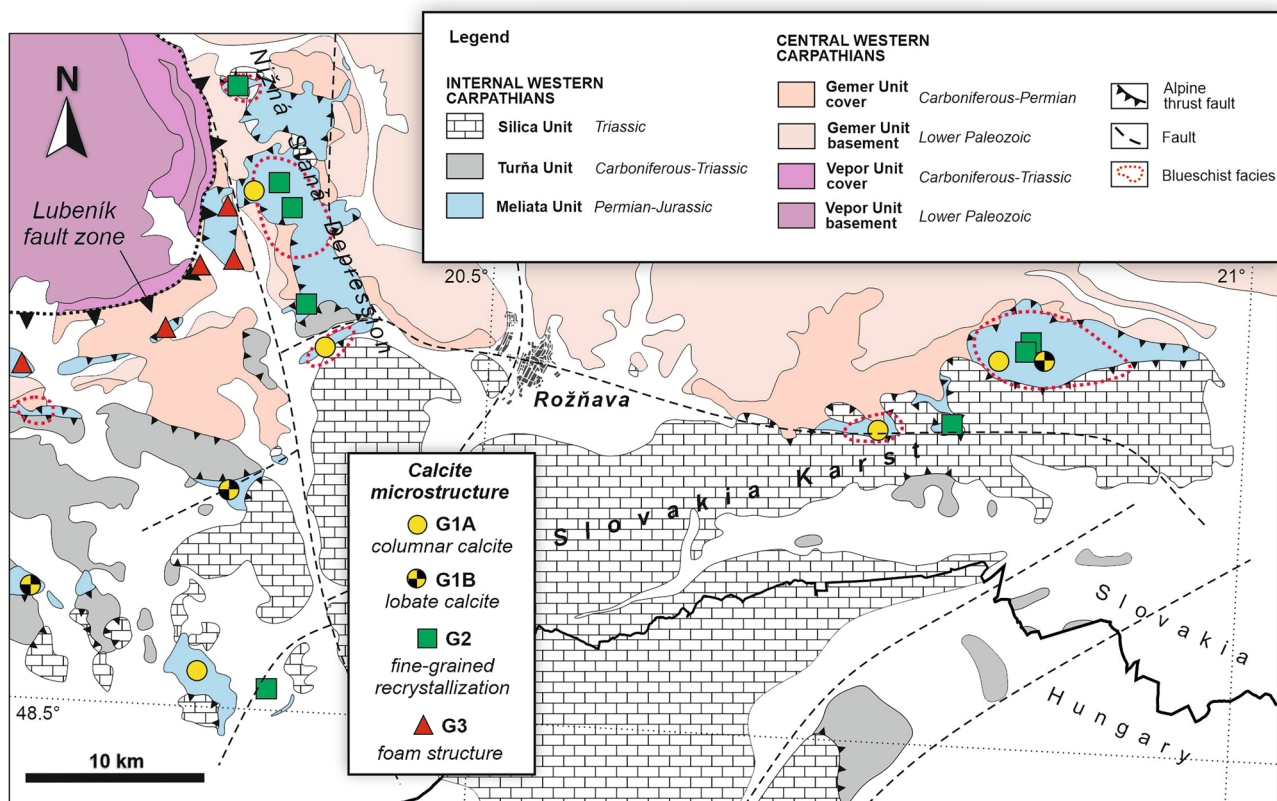 Legend
INTERNAL WESTERN
CARPATHIANS
Silica Unit Triassic
Turňa Unit Carboniferous-Triassic
Meliata Unit Permian-Jurassic
CENTRAL WESTERN
CARPATHIANS
Gemer Unit
cover Carboniferous-Permian
Gemer Unit
basement Lower Paleozoic
Vepor Unit
cover Carboniferous-Triassic
Vepor Unit
basement Lower Paleozoic
Alpine
thrust fault
Fault
Blueschist facies
N
Nižná Slaná Depression
Lubeník
fault zone
20.5°
21°
Rožňava
Slovakia Karst
Calcite
microstructure
G1A
columnar calcite
G1B
lobate calcite
G2
fine-grained
recrystallization
G3
foam structure
Slovakia
Hungary
48.5°
10 km